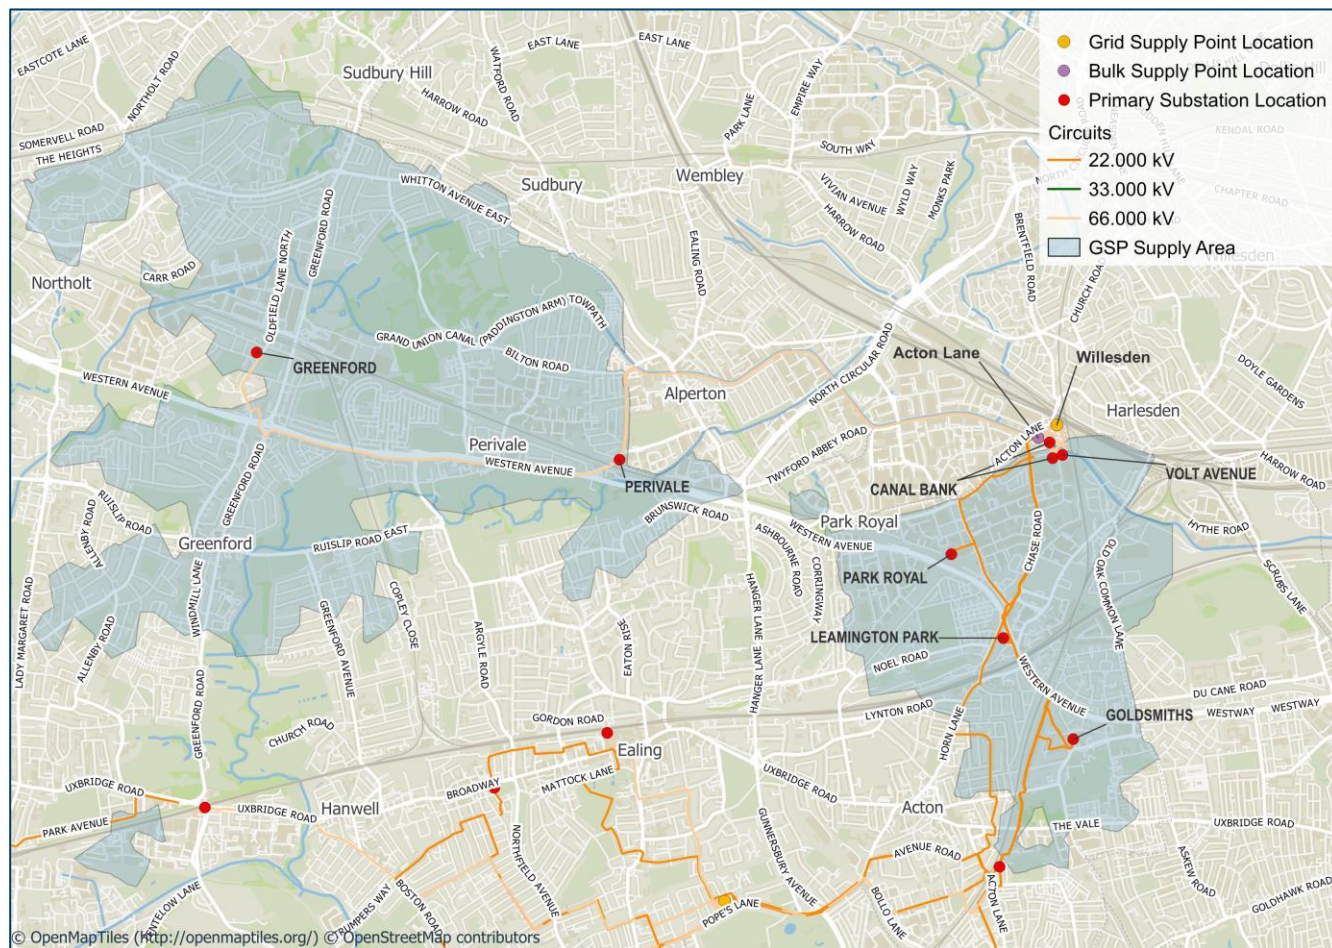 Grid Supply Point Location
Bulk Supply Point Location
Primary Substation Location
Circuits
22.000 kV
33.000 kV
66.000 kV
GSP Supply Area
EASTCOTE LANE
NORTHOLT ROAD
Sudbury Hill
WATFORD ROAD
EAST LANE
EAST LANE
EMPIRE WAY
PARK LANE
HARROW ROAD
SOMERVELL ROAD
THE HEIGHTS
SOUTH WAY
KENDAL ROAD
NORTH CIRCULAR
Wembley
Sudbury
WHITTON AVENUE EAST
VIVIAN AVENUE
WYLD WAY
MONKS PARK
HARROW ROAD
BRENTFIELD ROAD
CHAPTER ROAD
Willesden
CHURCH ROAD
EALING ROAD
GREENFORD ROAD
OLDFIELD LANE NORTH
CARR ROAD
Northolt
GRAND UNION CANAL (PADDINGTON ARM) TOWPATH
BILTON ROAD
GREENFORD
WESTERN AVENUE
Alperton
NORTH CIRCULAR ROAD
Acton Lane
Willesden
DOYLE GARDENS
Harlesden
ACTON LANE
HARROW ROAD
Perivale
WESTERN AVENUE
PERIVALE
TWYFORD ABBEY ROAD
CANAL BANK
VOLT AVENUE
GREENFORD ROAD
RUISLIP ROAD
ALLENBY ROAD
Greenford
RUISLIP ROAD EAST
BRUNSWICK ROAD
Park Royal
WESTERN AVENUE
CHASE ROAD
OLD OAK COMMON LANE
HYTHE ROAD
SCRUBS LANE
ASHBOURNE ROAD
CORRINGWAY
PARK ROYAL
LADY MARGARET ROAD
WINDMILL LANE
ALLENBY ROAD
GREENFORD AVENUE
COPLEY CLOSE
ARGYLE ROAD
EATON RISE
HANGER LANE
HANGER LANE
LEAMINGTON PARK
NOEL ROAD
WESTERN AVENUE
DU CANE ROAD
WESTWAY
WESTWAY
GOLDSMITHS
LYNTON ROAD
HORN LANE
GREENFORD ROAD
CHURCH ROAD
GORDON ROAD
Ealing
MATTOCK LANE
BROADWAY
UXBRIDGE ROAD
UXBRIDGE ROAD
UXBRIDGE ROAD
PARK AVENUE
Hanwell
Acton
THE VALE
UXBRIDGE ROAD
AVENUE ROAD
ASKEW ROAD
GOLDHAWK ROAD
NORTHFIELD AVENUE
GUNNERSBURY AVENUE
BOLLO LANE
ACTON LANE
POPE'S LANE
BOSTON ROAD
TRUMPERS WAY
© OpenMapTiles (Http://openmaptiles.org/) © OpenStreetMap contributors